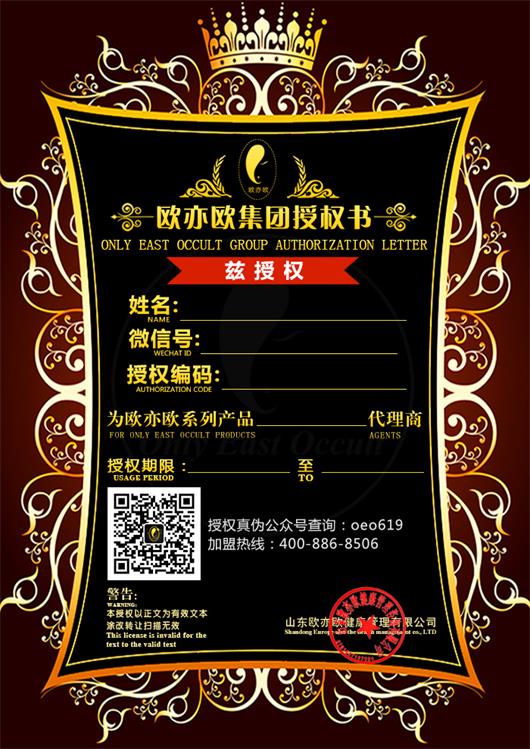 欧亦欧
欧亦欧集团授权书
ONLY EAST OCCULT GROUP AUTHORIZATION LETTER
兹授权
姓名:
NAME
微信号:
WECHAT ID
授权编码:
AUTHORIZATION CODE
为欧亦欧系列产品 代理商
FOR ONLY EAST OCCULT PRODUCTS AGENTS
Only East Occult
授权期限: 至
USAGE PERIOD TO
授权真伪公众号查询:oeo619
加盟热线:400-886-8506
警告:
WARNING:
本授权以正文为有效文本
涂改转让扫描无效
This license is invalid for the
text to the valid text
山东欧亦欧健康管理有限公司
Shandong Europe also the health management co., LTD